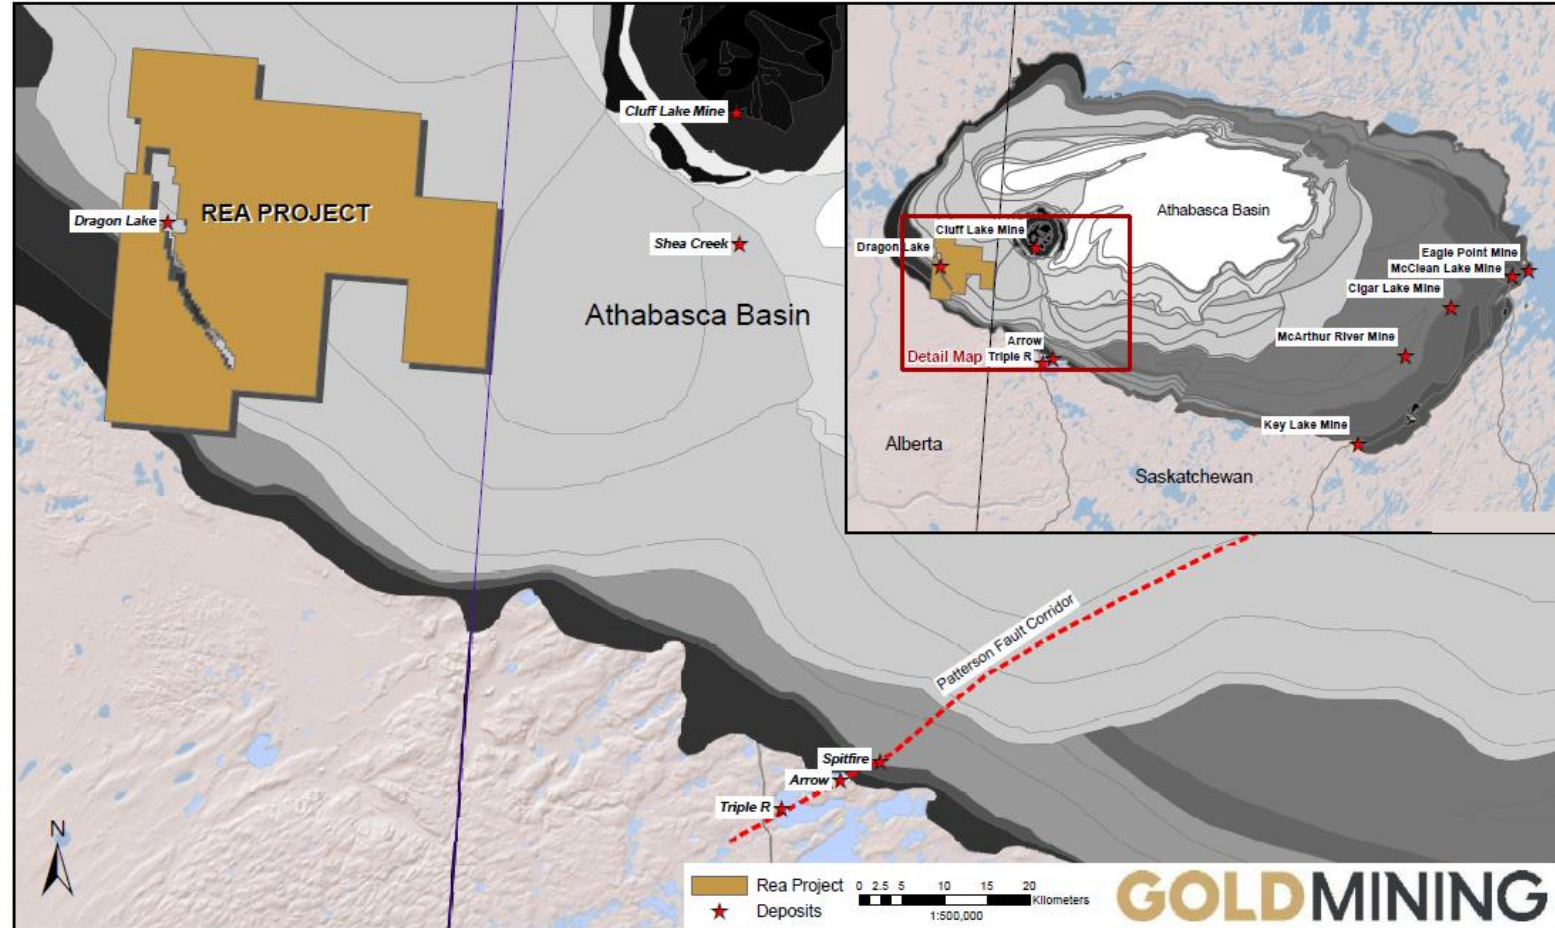 Cluff Lake Mine
Dragon Lake
REA PROJECT
Shea Creek
Athabasca Basin
Patterson Fault Corridor
Spitfire
Arrow
Triple R
N
Athabasca Basin
Cluff Lake Mine
Dragon Lake
Eagle Point Mine
McClean Lake Mine
Cigar Lake Mine
McArthur River Mine
Arrow
Detail Map Triple R
Key Lake Mine
Alberta
Saskatchewan
Rea Project
Deposits
0 2.5 5 10 15 20
Kilometers
1:500,000
GOLDMINING